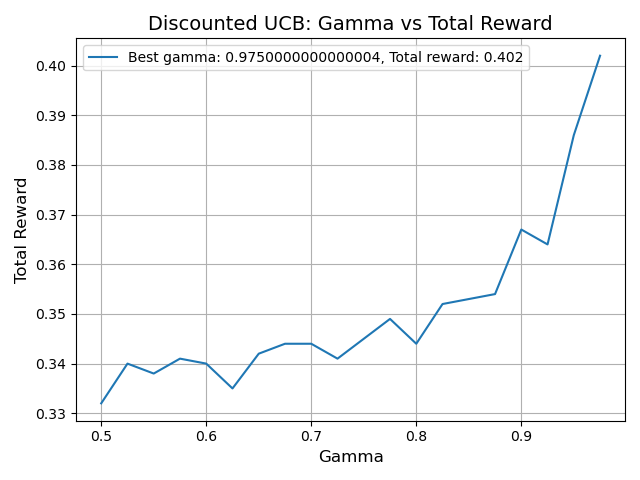 Discounted UCB: Gamma vs Total Reward
Best gamma: 0.9750000000000004, Total reward: 0.402
Total Reward
0.40
0.39
0.38
0.37
0.36
0.35
0.34
0.33
0.5 0.6 0.7 0.8 0.9
Gamma